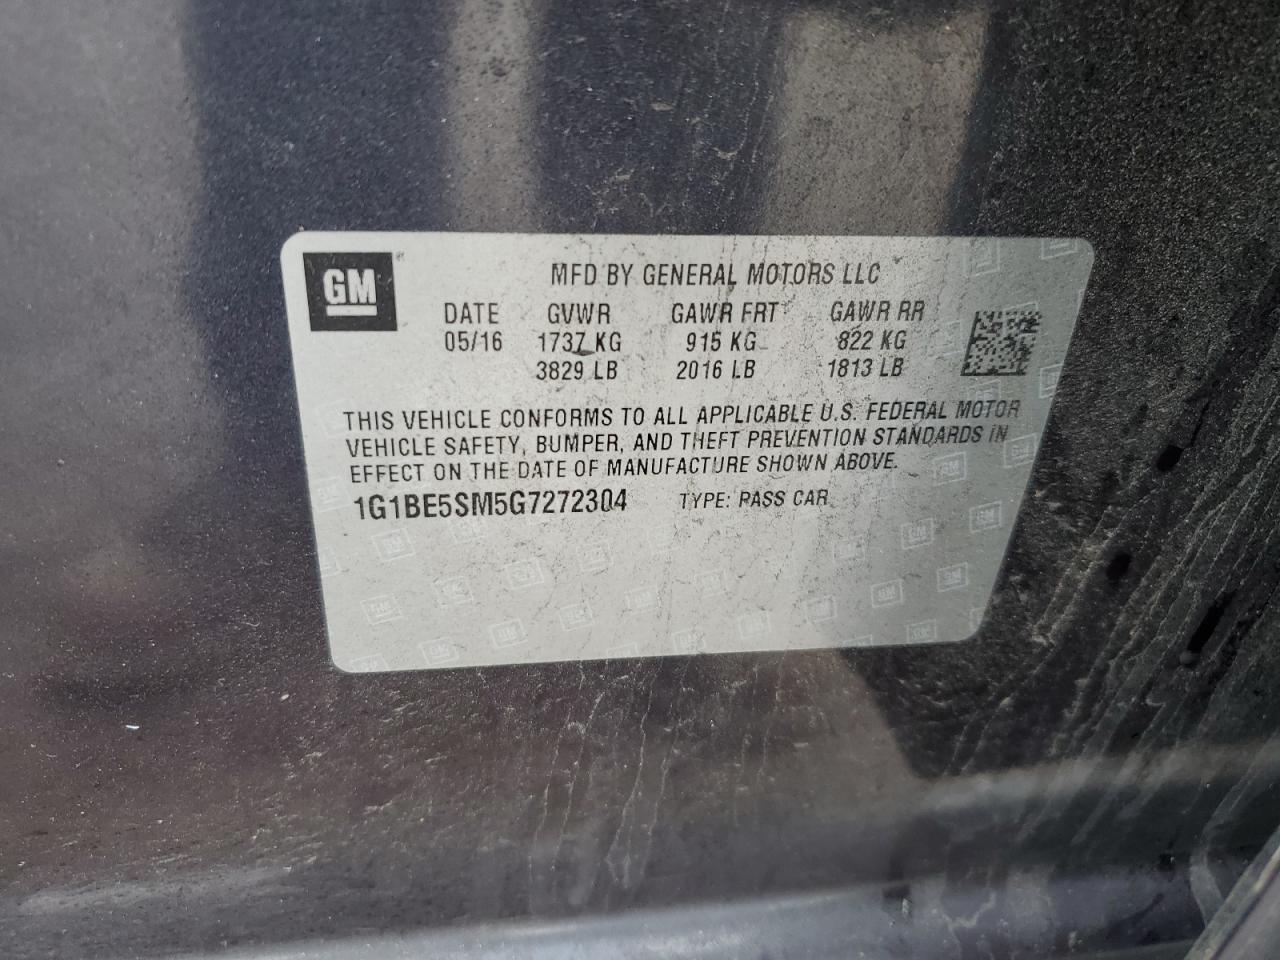 GM
MFD BY GENERAL MOTORS LLC
DATE GVWR GAWR FRT GAWR RR
05/16 1737 KG 915 KG 822 KG
3829 LB 2016 LB 1813 LB
THIS VEHICLE CONFORMS TO ALL APPLICABLE U.S. FEDERAL MOTOR
VEHICLE SAFETY, BUMPER, AND THEFT PREVENTION STANDARDS IN
EFFECT ON THE DATE OF MANUFACTURE SHOWN ABOVE.
1G1BE5SM5G7272304 TYPE: PASS CAR